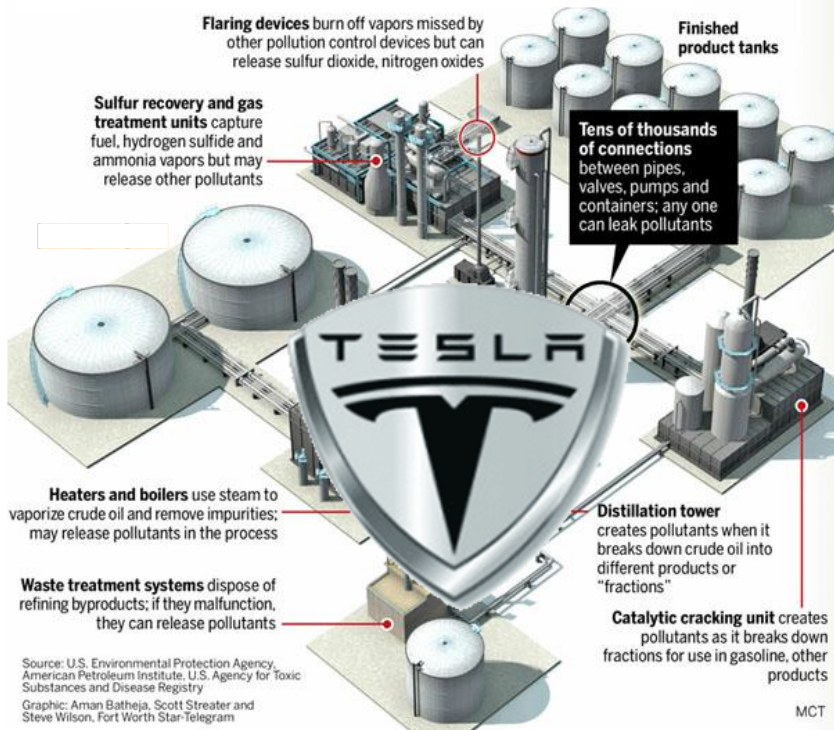 Flaring devices burn off vapors missed by
other pollution control devices but can
release sulfur dioxide, nitrogen oxides
Finished
product tanks
Sulfur recovery and gas
treatment units capture
fuel, hydrogen sulfide and
ammonia vapors but may
release other pollutants
Tens of thousands
of connections
between pipes,
valves, pumps and
containers; any one
can leak pollutants
TESLA
Heaters and boilers use steam to
vaporize crude oil and remove impurities;
may release pollutants in the process
Distillation tower
creates pollutants when it
breaks down crude oil into
different products or
“fractions”
Waste treatment systems dispose of
refining byproducts; if they malfunction,
they can release pollutants
Catalytic cracking unit creates
pollutants as it breaks down
fractions for use in gasoline, other
products
Source: U.S. Environmental Protection Agency,
American Petroleum Institute, U.S. Agency for Toxic
Substances and Disease Registry
Graphic: Aman Batheja, Scott Streater and
Steve Wilson, Fort Worth Star-Telegram
MCT